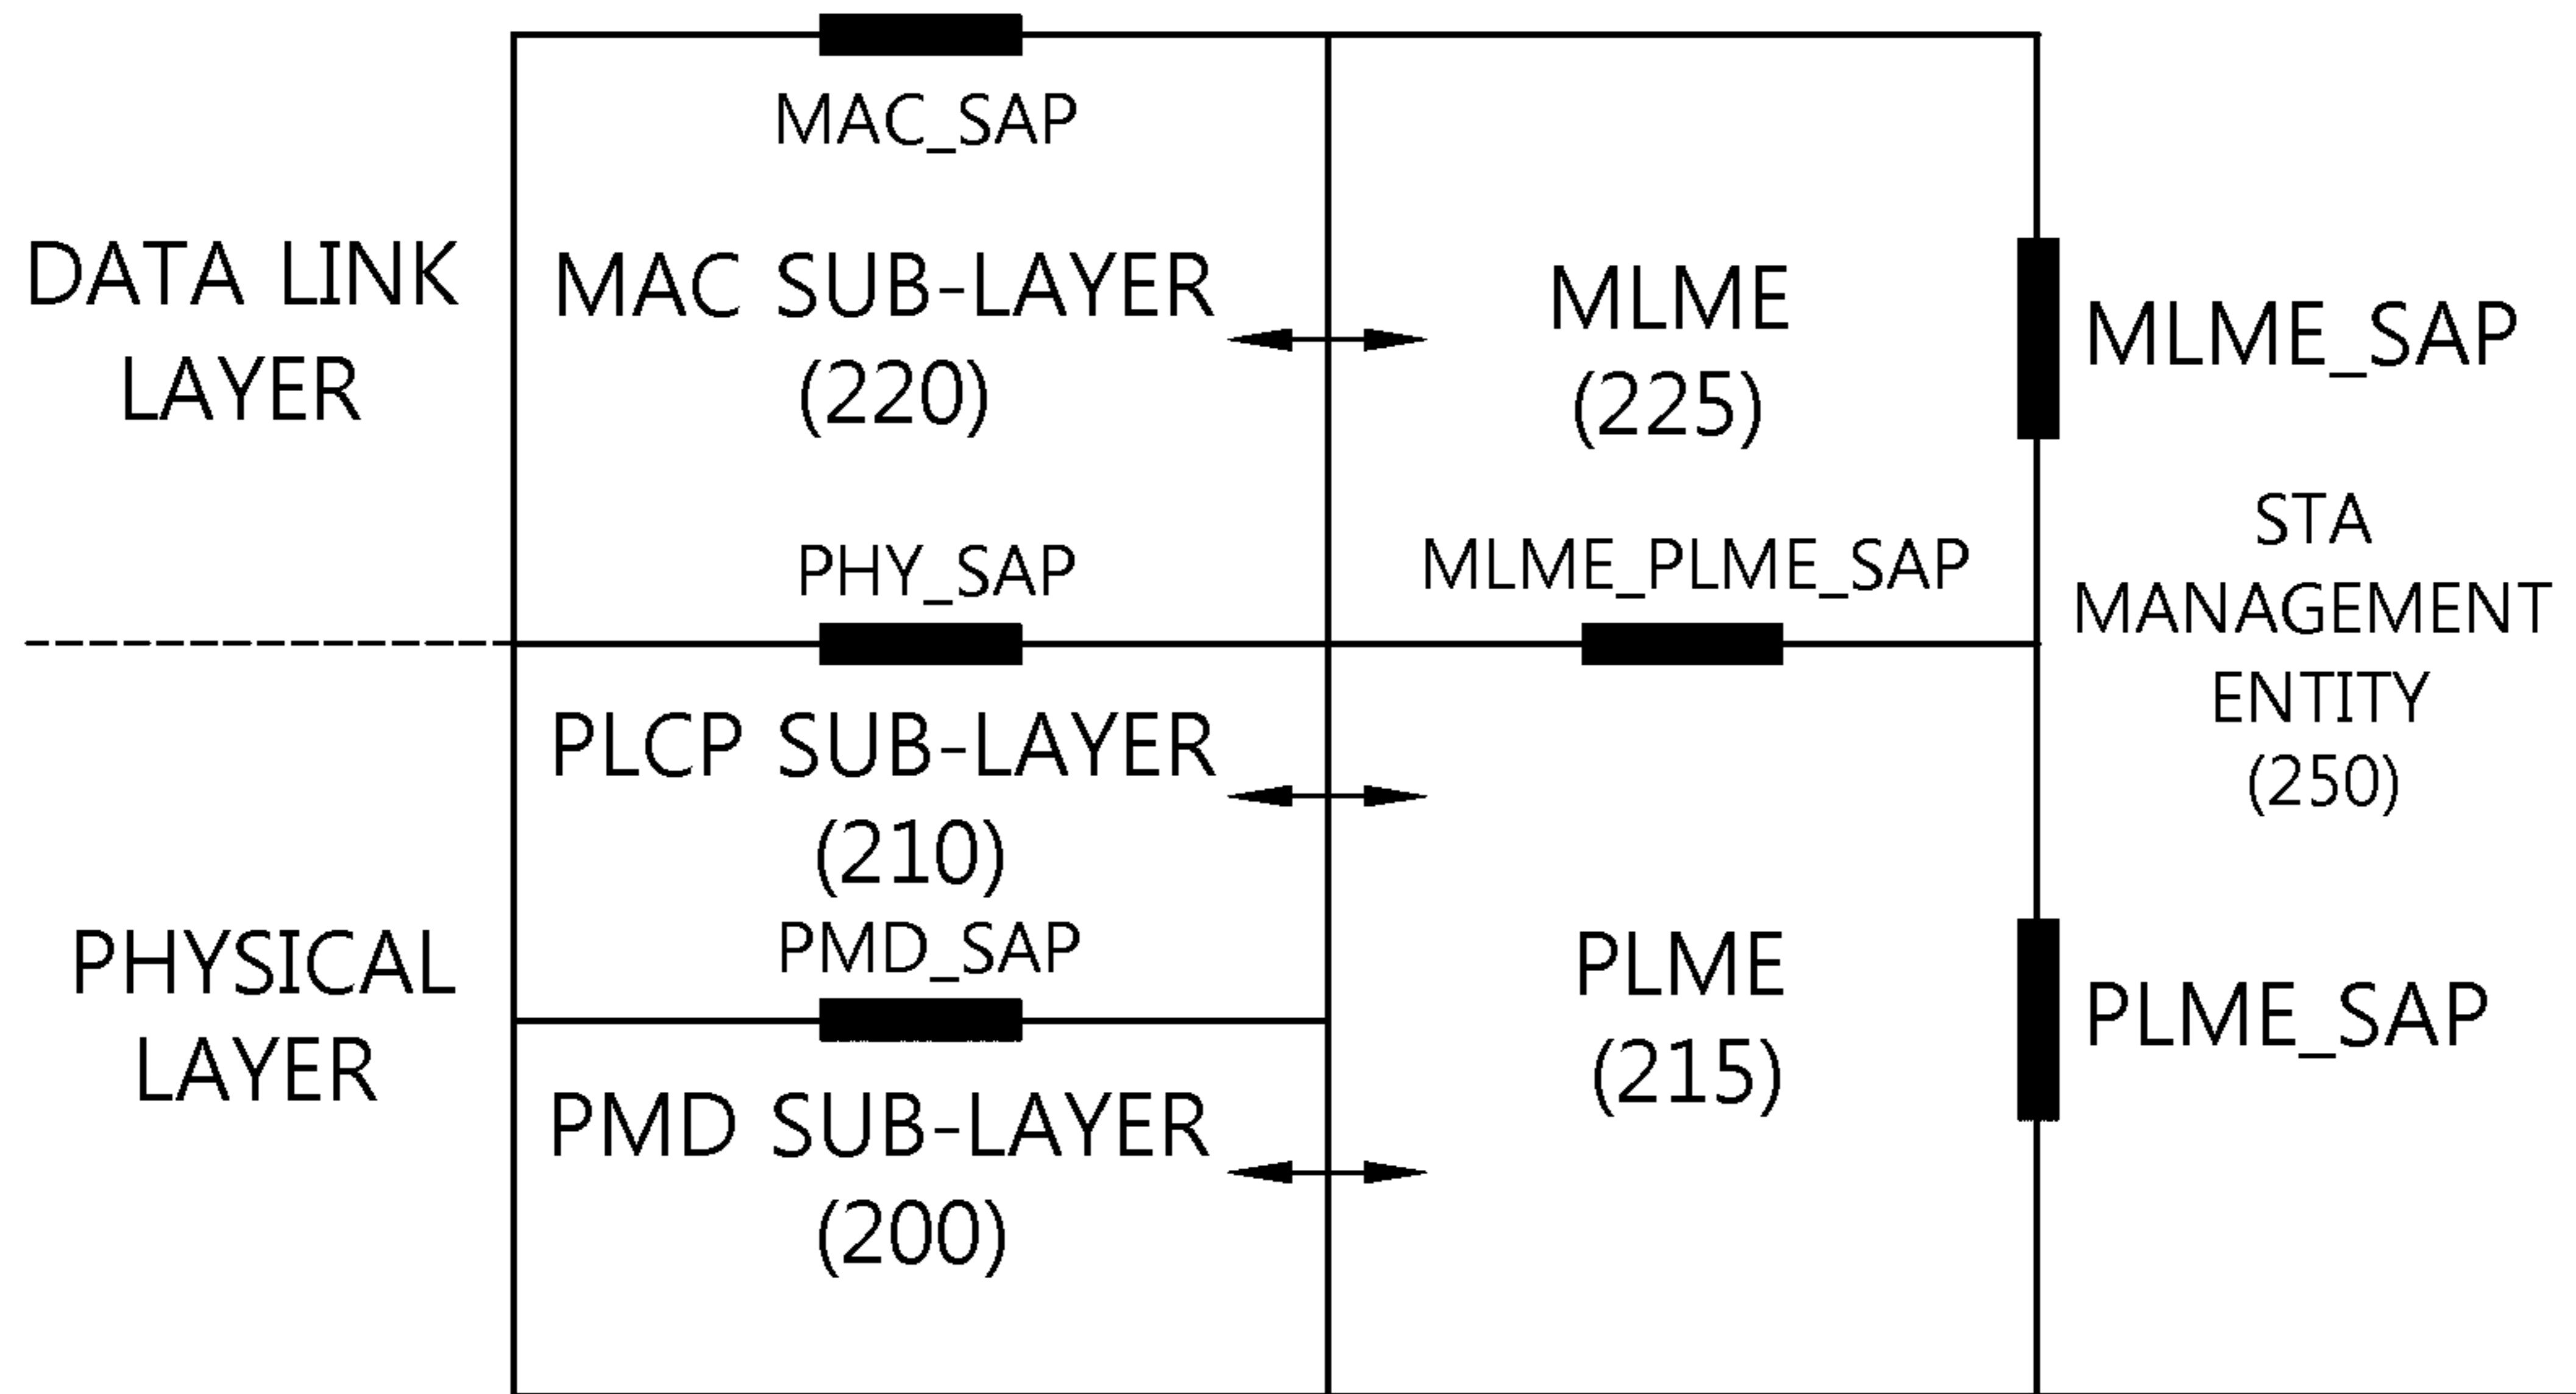 MAC_SAP
DATA LINK
LAYER
MAC SUB-LAYER
(220)
MLME
(225)
MLME_SAP
PHY_SAP
MLME_PLME_SAP
STA
MANAGEMENT
ENTITY
(250)
PLCP SUB-LAYER
(210)
PMD_SAP
PHYSICAL
LAYER
PLME
(215)
PLME_SAP
PMD SUB-LAYER
(200)